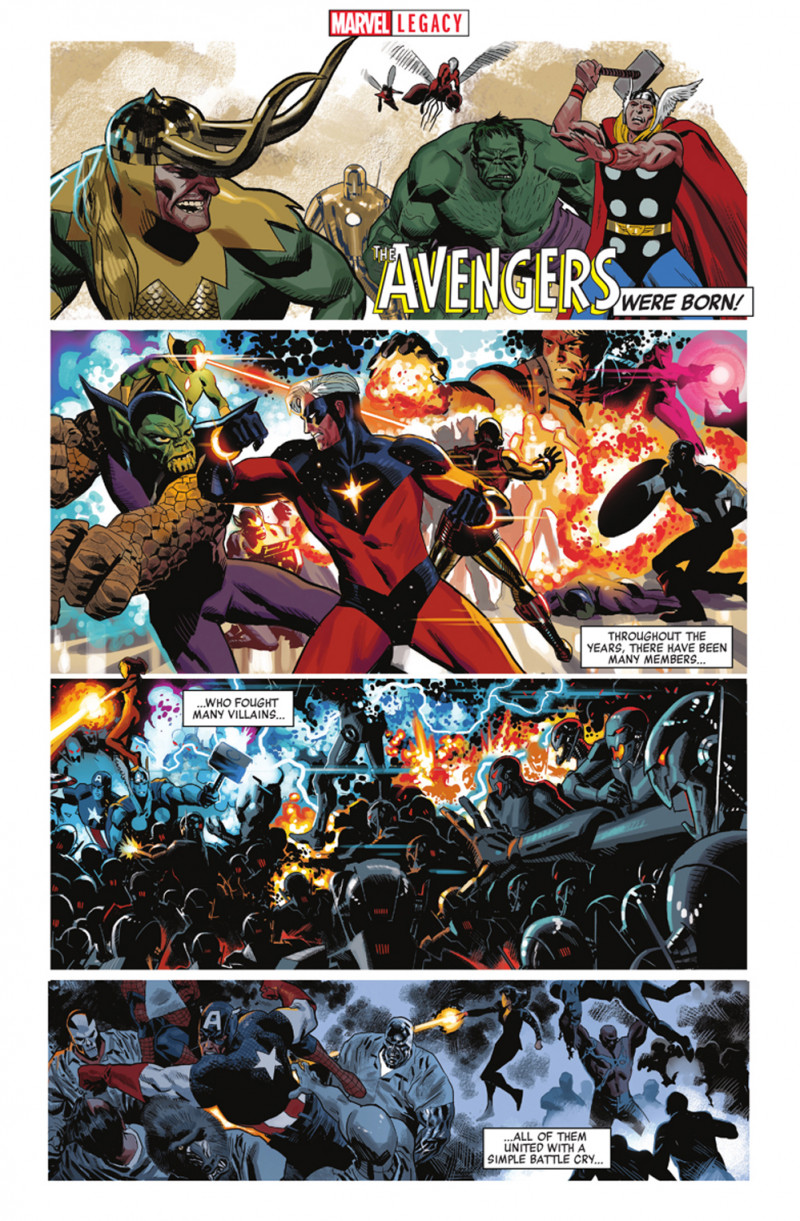 MARVEL LEGACY
THE AVENGERS
WERE BORN!
THROUGHOUT THE
YEARS, THERE HAVE BEEN
MANY MEMBERS...
...WHO FOUGHT
MANY VILLAINS...
A
...ALL OF THEM
UNITED WITH A
SIMPLE BATTLE CRY...